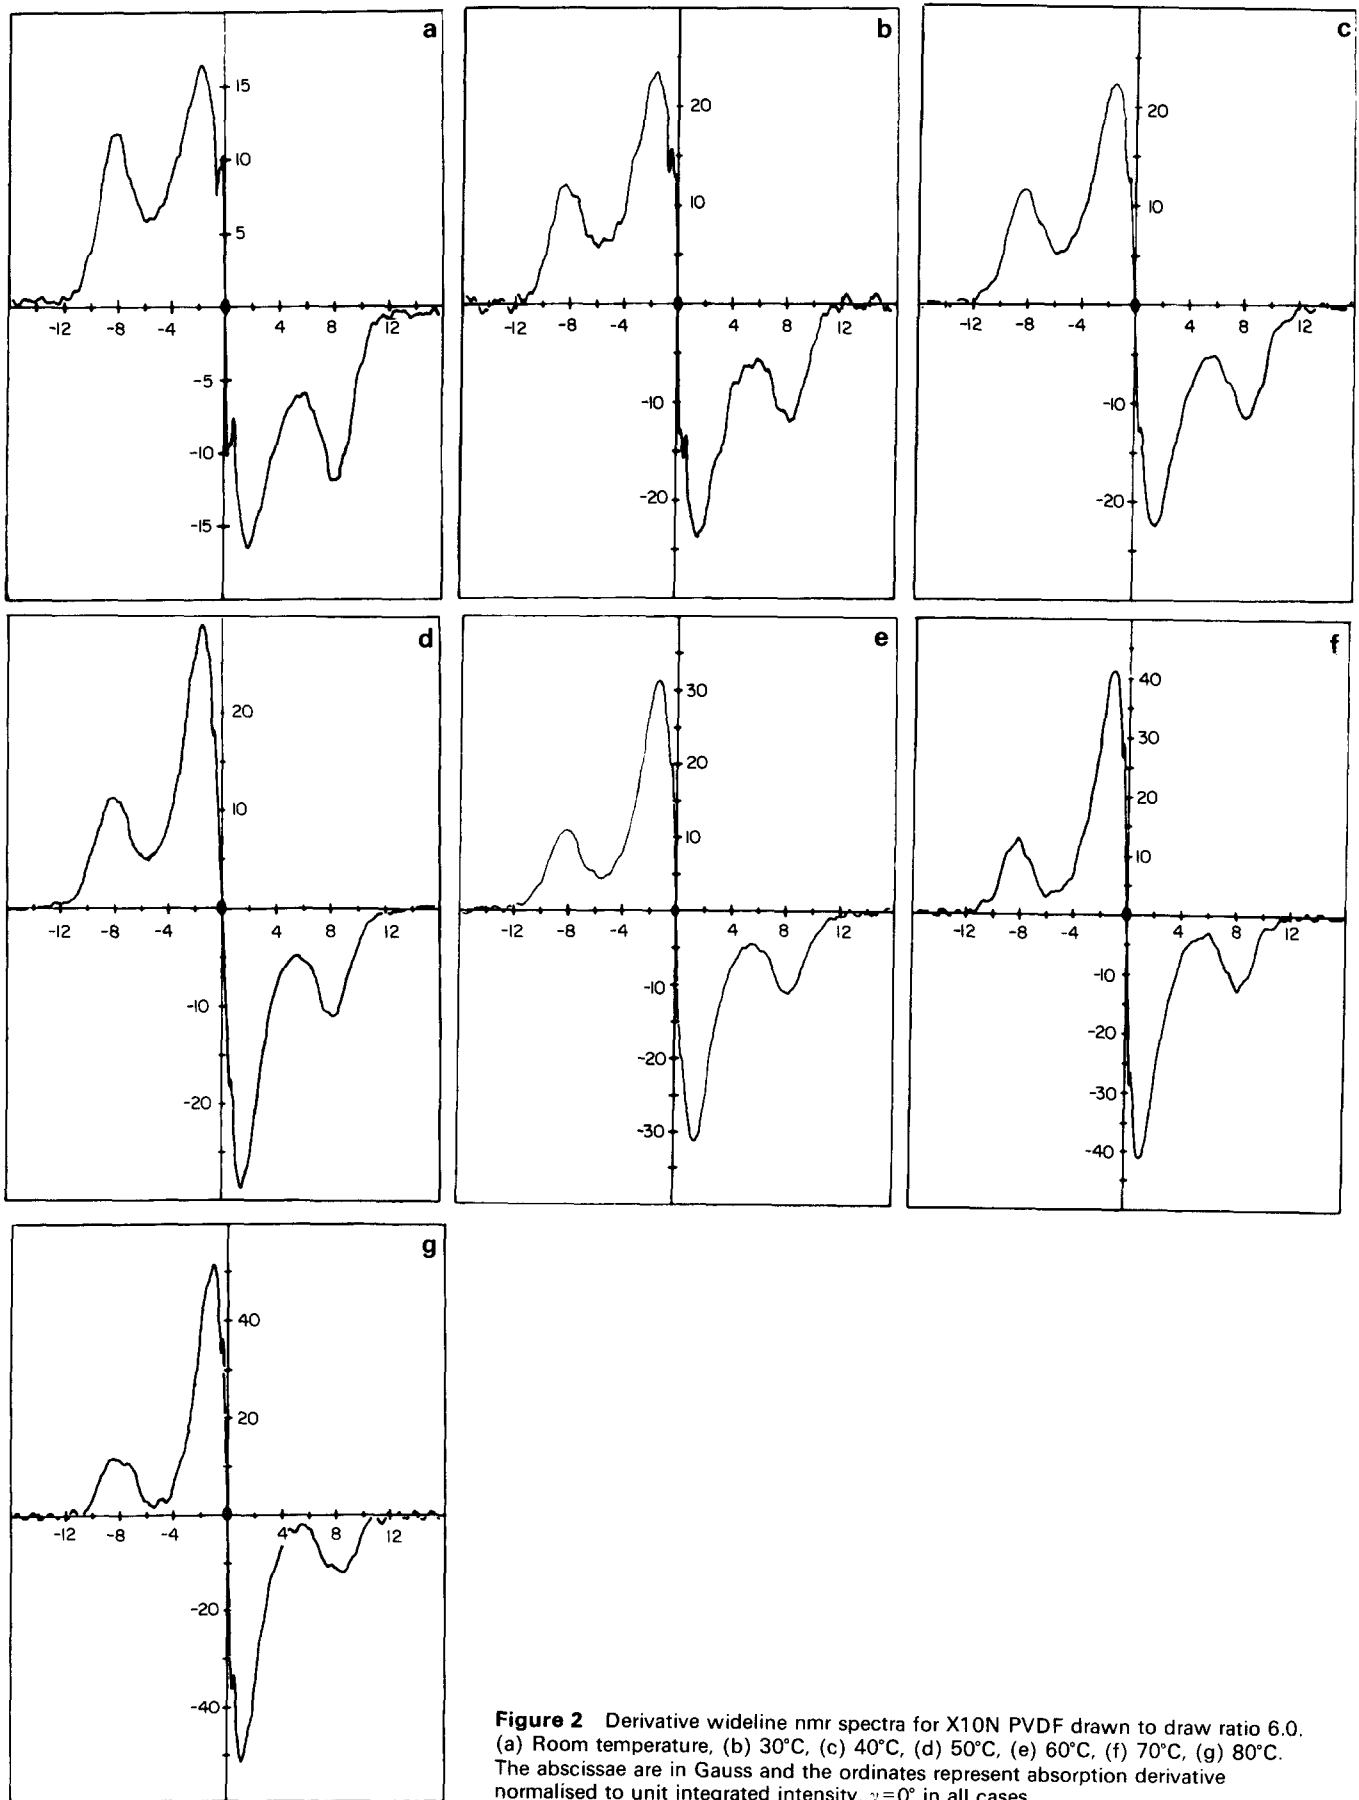 a
15
10
5
-12 -8 -4 4 8 12
-5
-10
-15
b
20
10
-12 -8 -4 4 8 12
-10
-20
c
20
10
-12 -8 -4 4 8 12
-10
-20
d
20
10
-12 -8 -4 4 8 12
-10
-20
e
30
20
10
-12 -8 -4 4 8 12
-10
-20
-30
f
40
30
20
10
-12 -8 -4 4 8 12
-10
-20
-30
-40
g
40
20
-12 -8 -4 4 8 12
-20
-40
Figure 2 Derivative wideline nmr spectra for X10N PVDF drawn to draw ratio 6.0.
(a) Room temperature, (b) 30°C, (c) 40°C, (d) 50°C, (e) 60°C, (f) 70°C, (g) 80°C.
The abscissae are in Gauss and the ordinates represent absorption derivative
normalised to unit integrated intensity. γ=0° in all cases